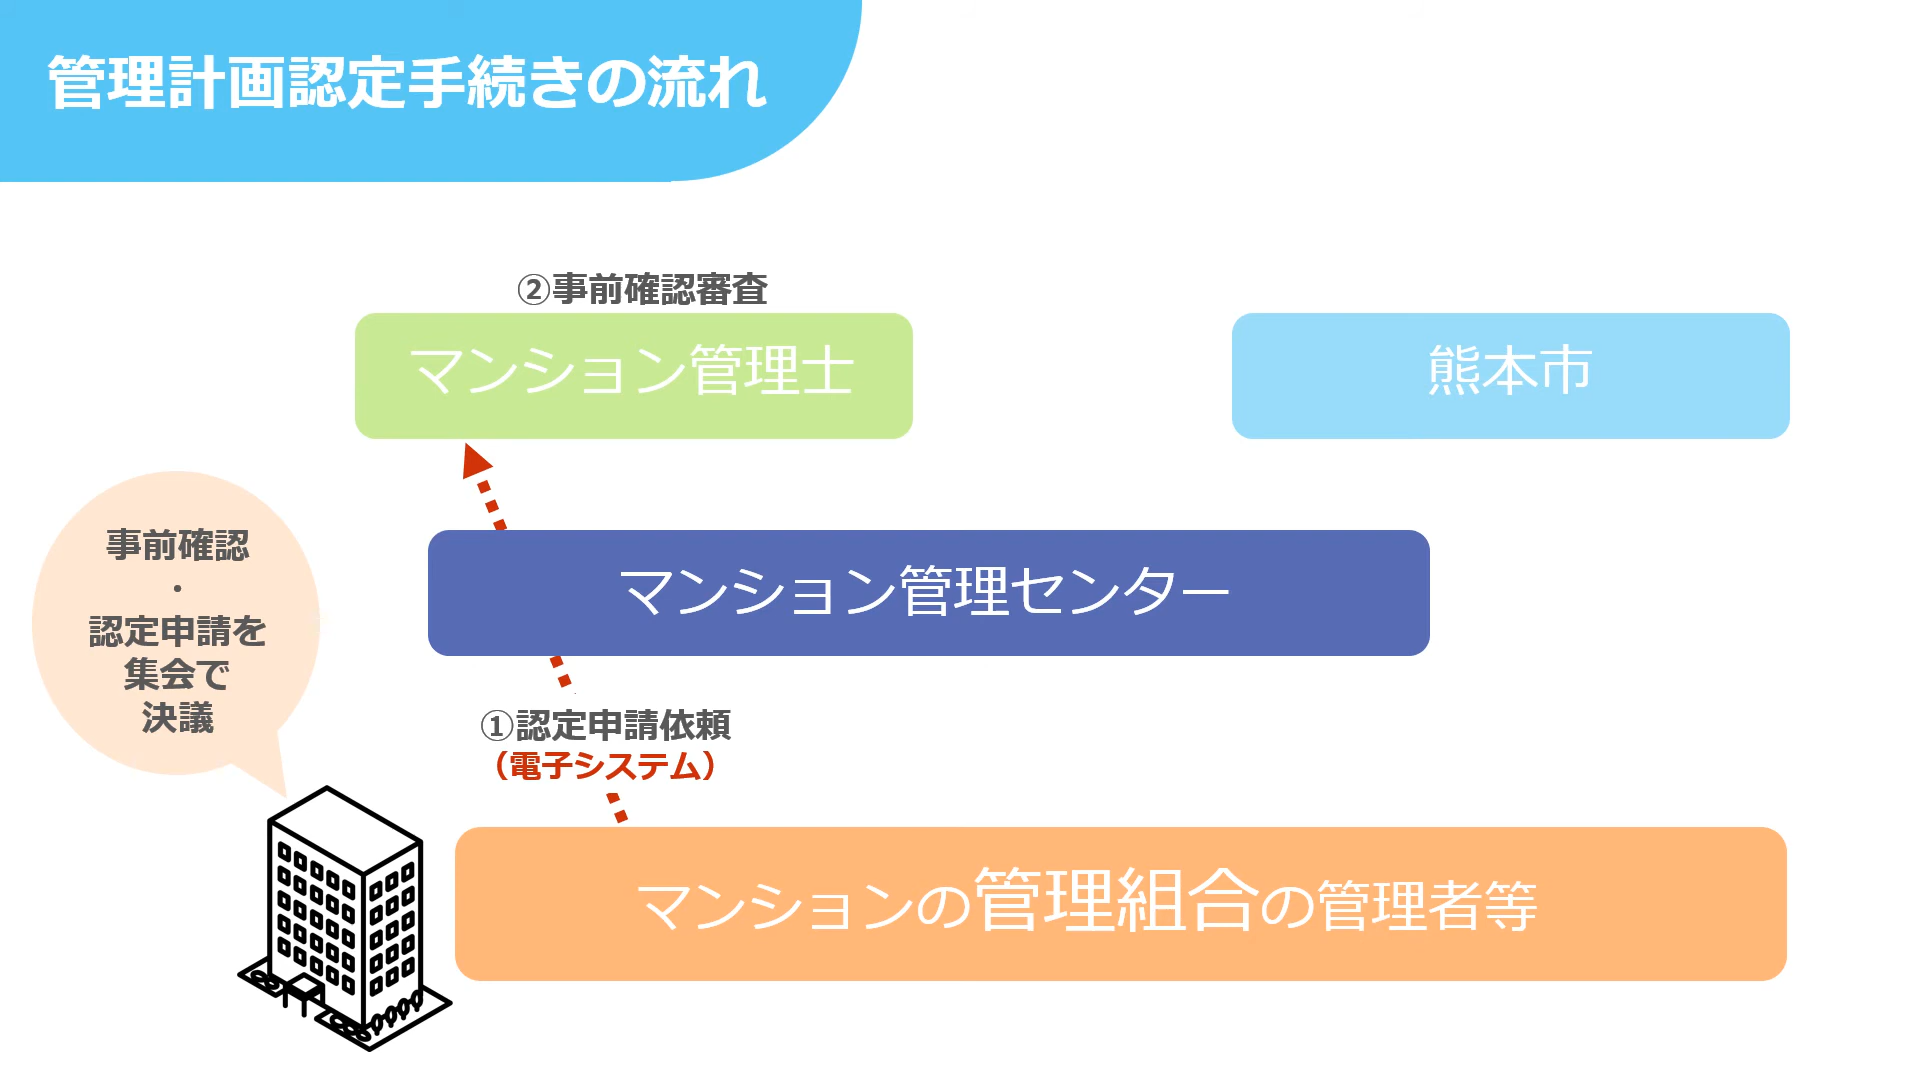 管理計画認定手続きの流れ
②事前確認審査
マンション管理士
熊本市
事前確認
・
認定申請を
集会で
決議
マンション管理センター
①認定申請依頼
（電子システム）
マンションの管理組合の管理者等